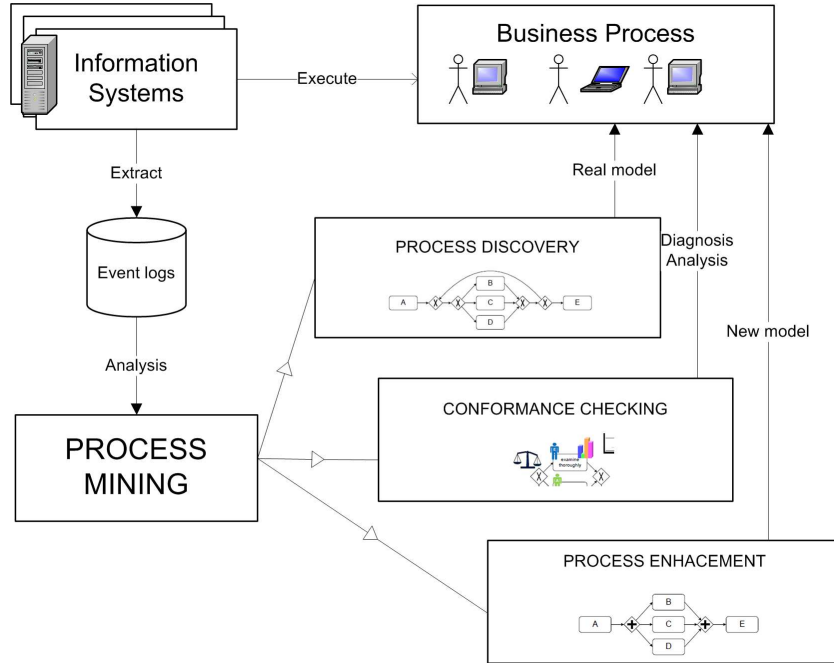 Information
Systems
Execute
Business Process
Extract
Real model
Event logs
PROCESS DISCOVERY
Diagnosis
Analysis
A
X
X
B
C
D
X
X
E
Analysis
New model
PROCESS
MINING
CONFORMANCE CHECKING
examine
thoroughly
X
X
PROCESS ENHACEMENT
A
B
C
D
E